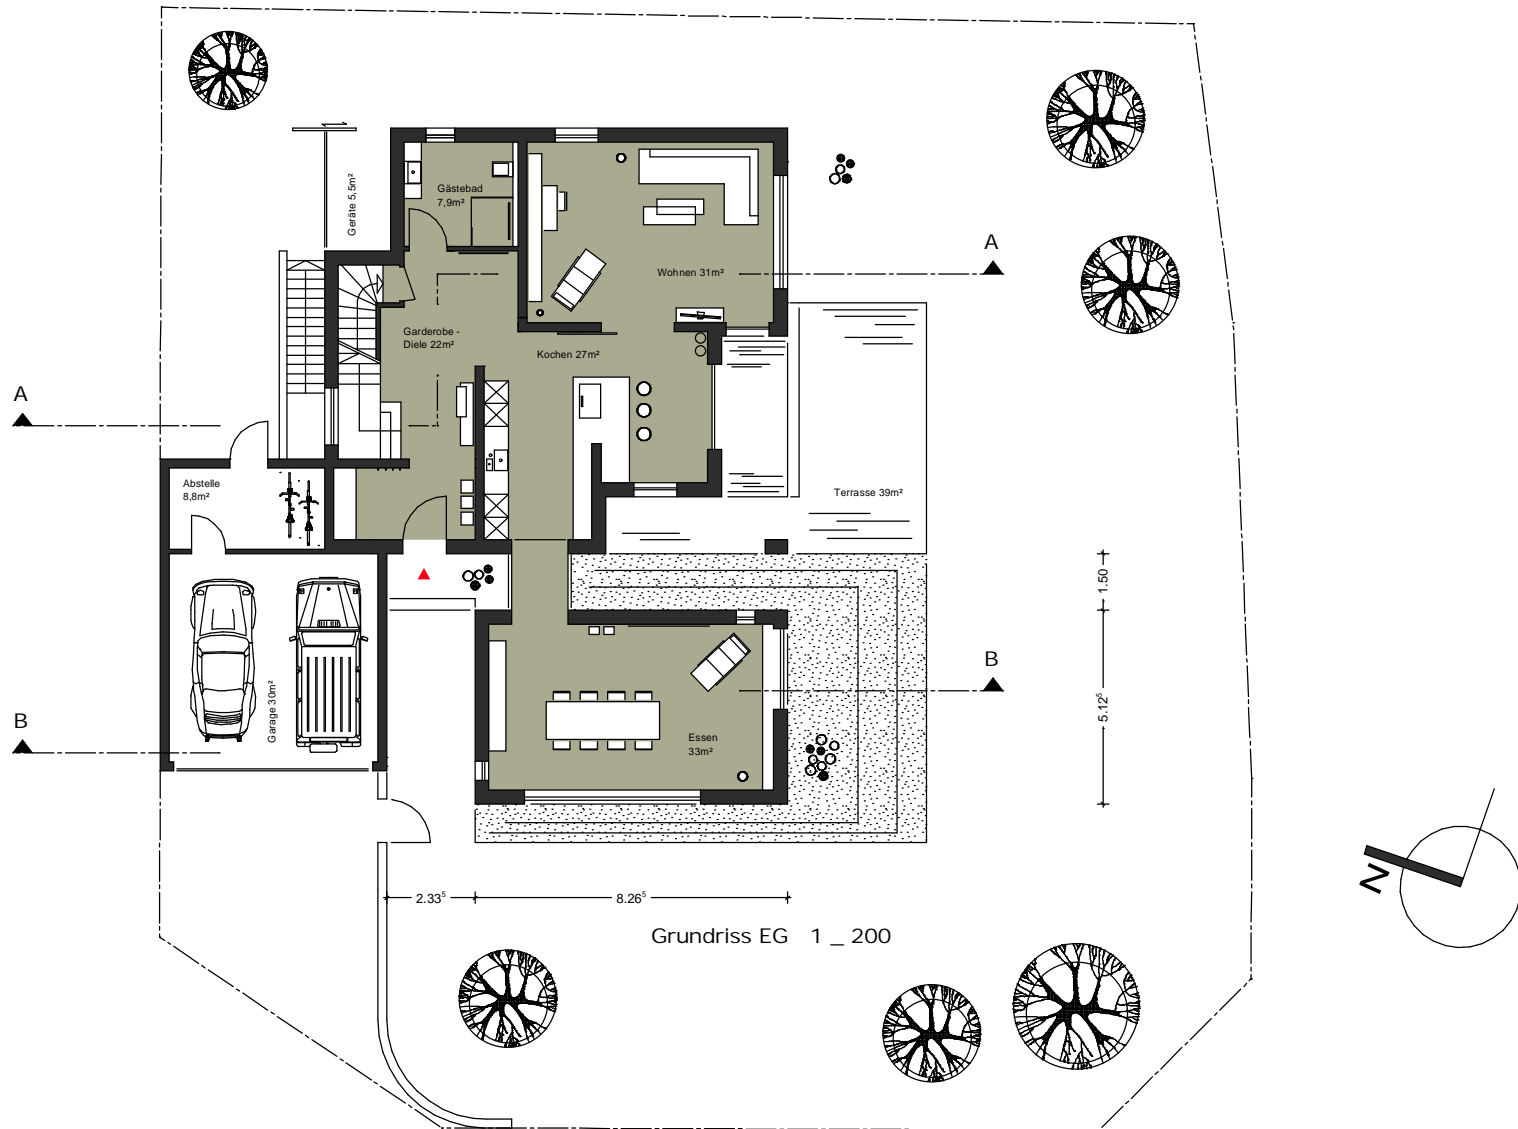 Geräte 5,5m²
Gästebad
7,9m²
A
Wohnen 31m²
Garderobe -
Diele 22m²
Kochen 27m²
A
Abstelle
8,8m²
Terrasse 39m²
1.50
B
Garage 30m²
5.12⁵
Essen
33m²
B
N
2.33⁵
8.26⁵
Grundriss EG 1 _ 200